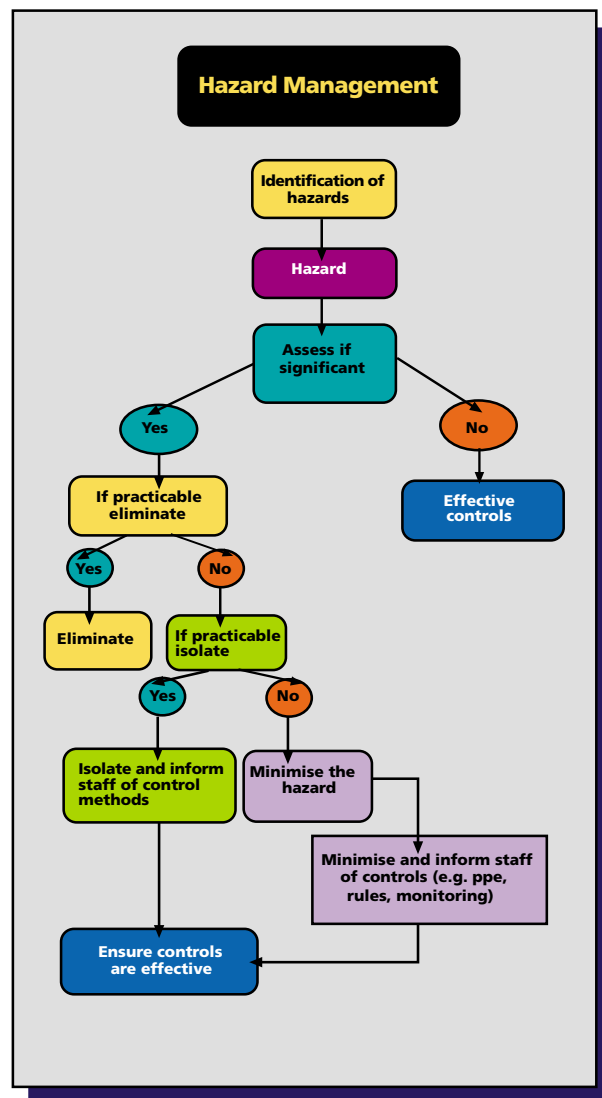 Hazard Management
Identification of
hazards
Hazard
Assess if
significant
Yes
No
If practicable
eliminate
Effective
controls
Yes
No
Eliminate
If practicable
isolate
Yes
No
Isolate and inform
staff of control
methods
Minimise the
hazard
Minimise and inform staff
of controls (e.g. ppe,
rules, monitoring)
Ensure controls
are effective